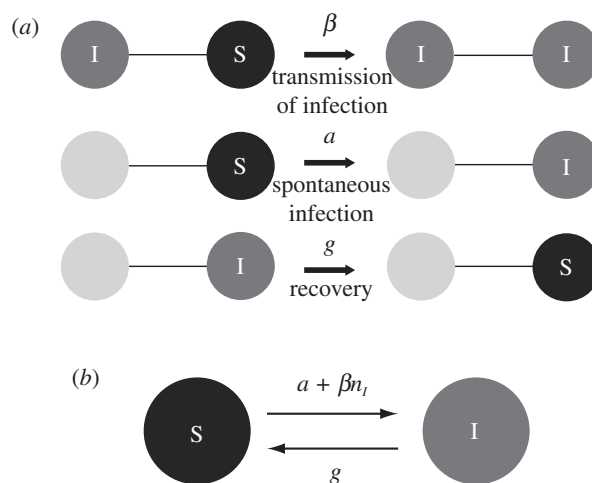 (a)
I S β I I
transmission
of infection
S a I
spontaneous
infection
I g S
recovery
(b)
S a + βn_I I
g